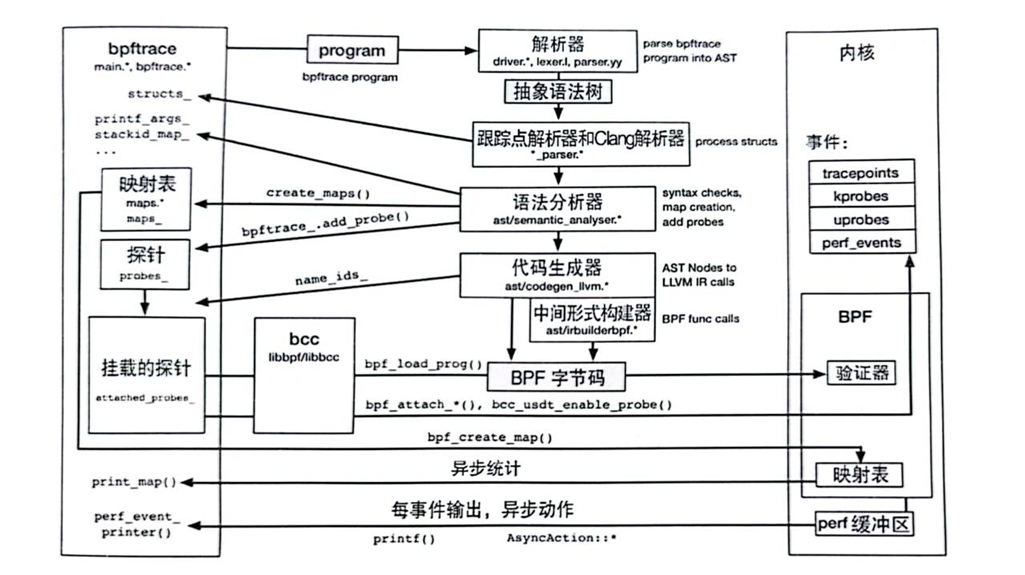 bpftrace
main.*, bpftrace.*
structs_
printf_args_
stackid_map_
...
映射表
maps.*
maps_
探针
probes_
挂载的探针
attached_probes_
print_map()
perf_event_
printer()
program
bpftrace program
解析器
driver.*, lexer.l, parser.yy
parse bpftrace
program into AST
抽象语法树
跟踪点解析器和Clang解析器
*_parser.*
process structs
create_maps()
bpftrace_.add_probe()
语法分析器
ast/semantic_analyser.*
syntax checks,
map creation,
add probes
name_ids_
代码生成器
ast/codegen_llvm.*
AST Nodes to
LLVM IR calls
中间形式构建器
ast/irbuilderbpf.*
BPF func calls
bcc
libbpf/libbcc
bpf_load_prog()
BPF 字节码
bpf_attach_*(), bcc_usdt_enable_probe()
bpf_create_map()
异步统计
每事件输出，异步动作
printf()
AsyncAction::*
内核
事件：
tracepoints
kprobes
uprobes
perf_events
BPF
验证器
映射表
perf 缓冲区